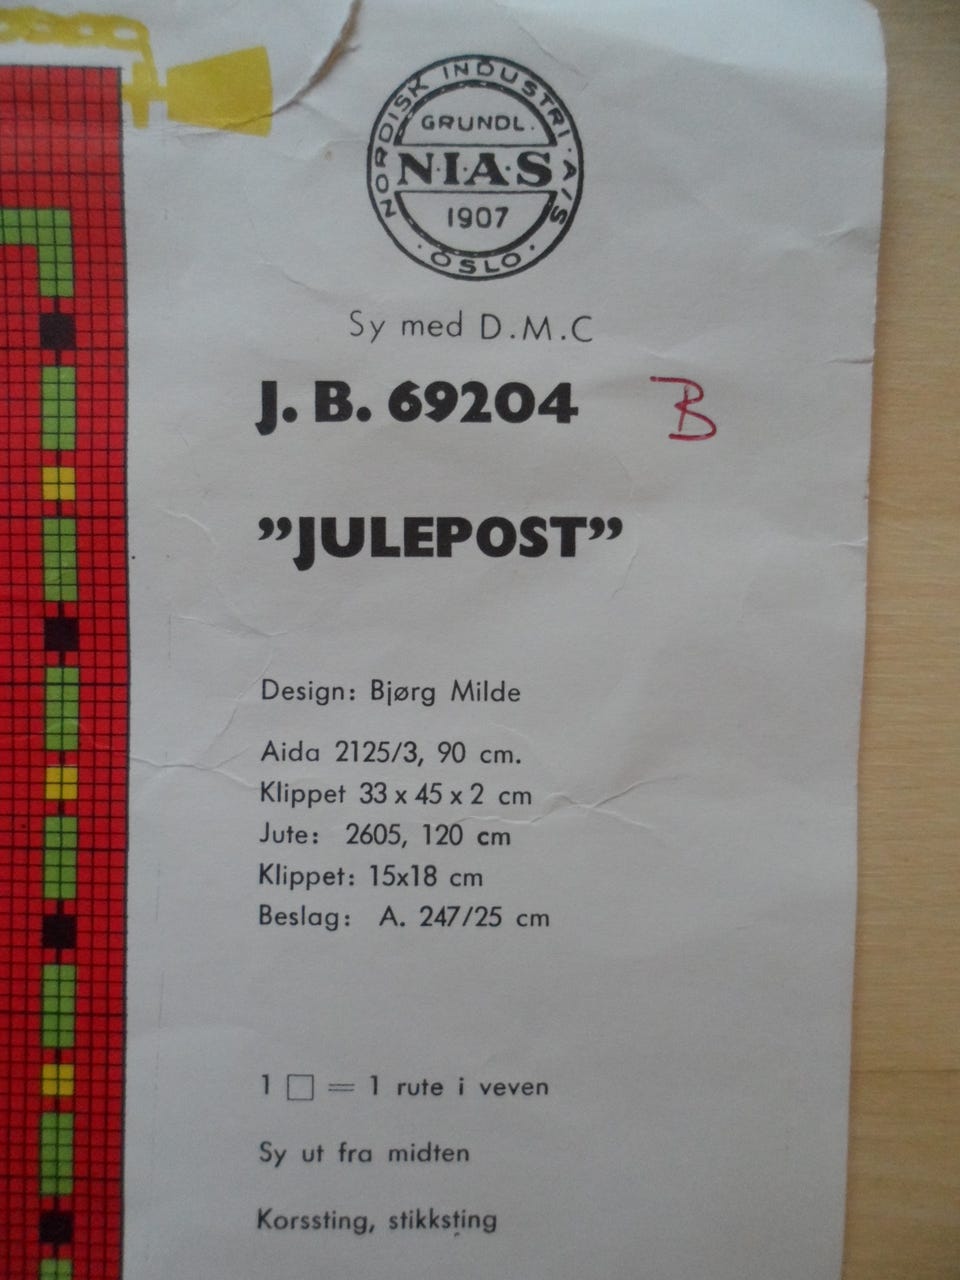 NORDISK INDUSTRI A/S
GRUNDL.
N·I·A·S
1907
· OSLO ·
Sy med D.M.C
J. B. 69204 B
”JULEPOST”
Design: Bjørg Milde
Aida 2125/3, 90 cm.
Klippet 33 x 45 x 2 cm
Jute: 2605, 120 cm
Klippet: 15x18 cm
Beslag: A. 247/25 cm
1 □ = 1 rute i veven
Sy ut fra midten
Korssting, stikksting